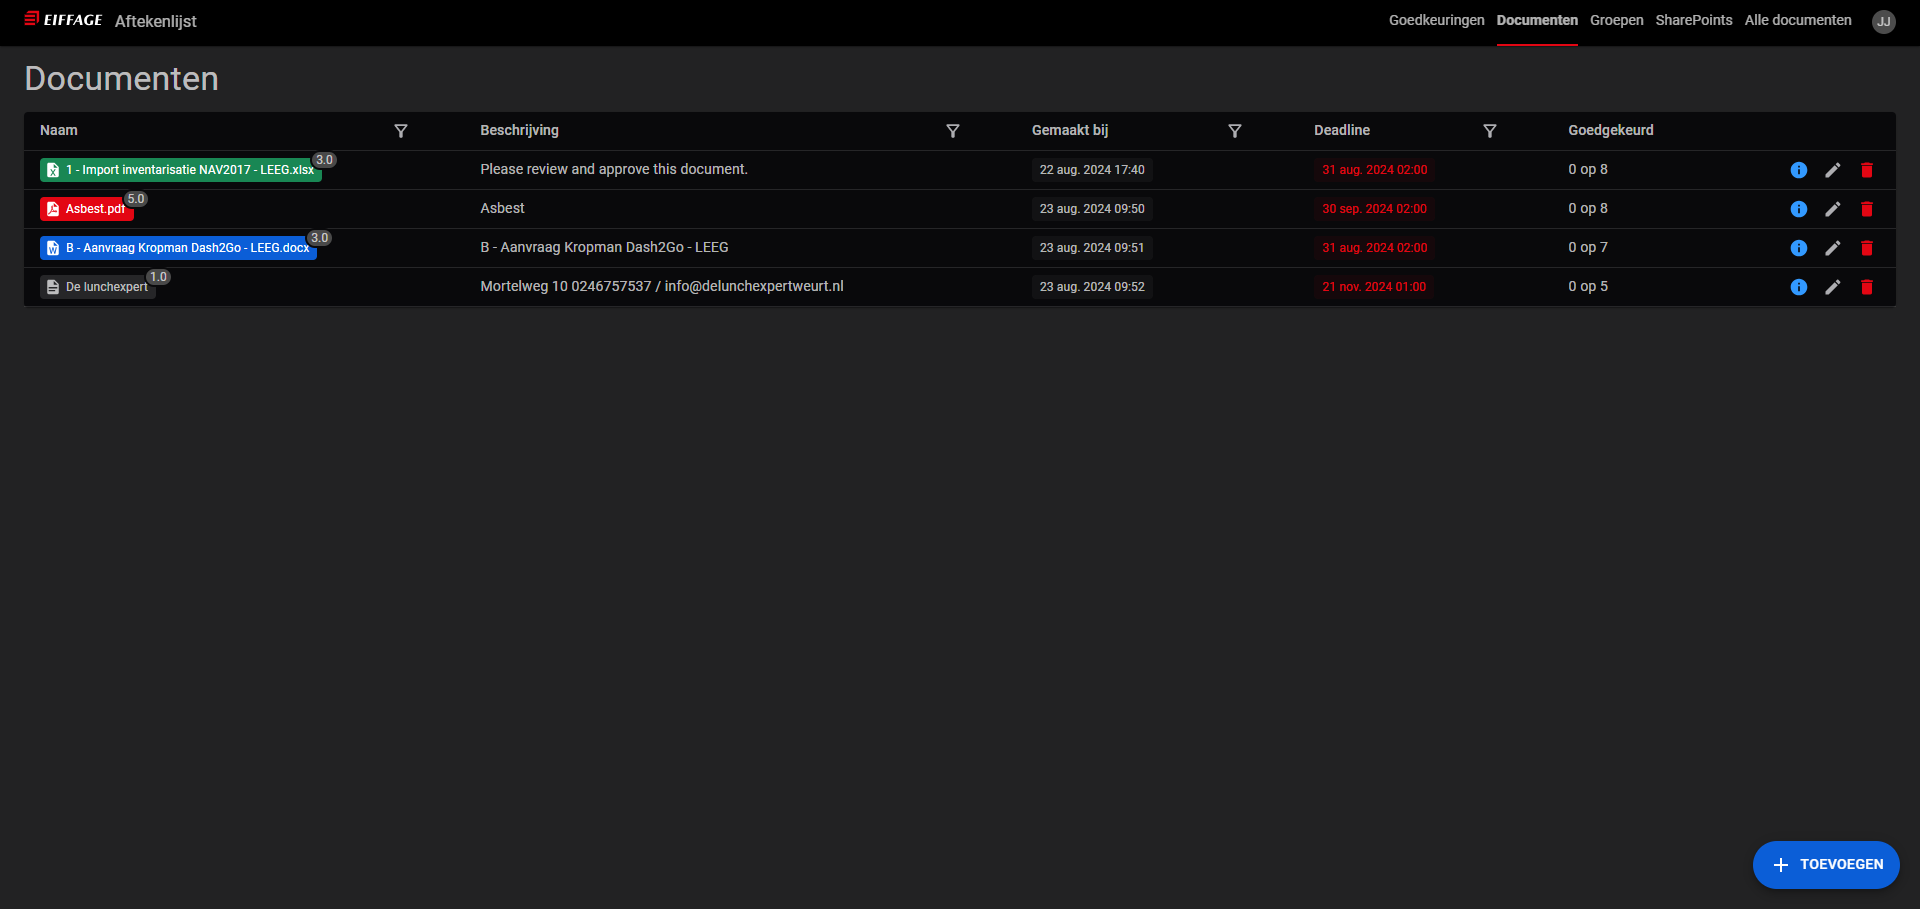 EIFFAGE Aftekenlijst Goedkeuringen Documenten Groepen SharePoints Alle documenten JJ
Documenten
Naam Beschrijving Gemaakt bij Deadline Goedgekeurd
1 - Import inventarisatie NAV2017 - LEEG.xlsx 3.0 Please review and approve this document. 22 aug. 2024 17:40 31 aug. 2024 02:00 0 op 8
Asbest.pdf 5.0 Asbest 23 aug. 2024 09:50 30 sep. 2024 02:00 0 op 8
B - Aanvraag Kropman Dash2Go - LEEG.docx 3.0 B - Aanvraag Kropman Dash2Go - LEEG 23 aug. 2024 09:51 31 aug. 2024 02:00 0 op 7
De lunchexpert 1.0 Mortelweg 10 0246757537 / info@delunchexpertweurt.nl 23 aug. 2024 09:52 21 nov. 2024 01:00 0 op 5
TOEVOEGEN